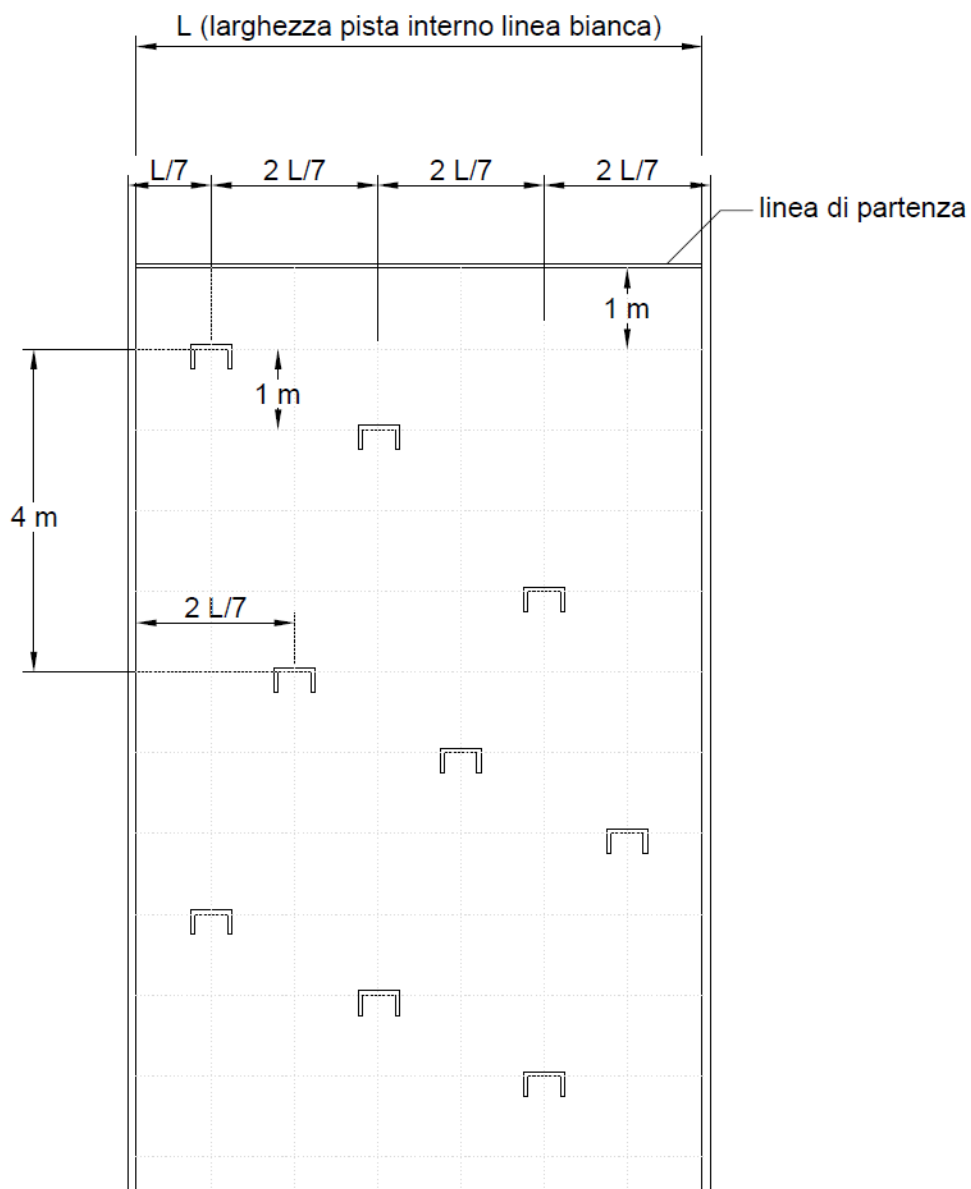 L (larghezza pista interno linea bianca)
L/7
2 L/7
2 L/7
2 L/7
linea di partenza
1 m
1 m
4 m
2 L/7